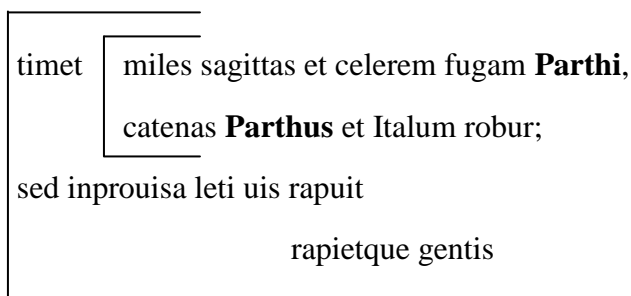 timet miles sagittas et celerem fugam Parthi,
catenas Parthus et Italum robur;
sed inprouisa leti uis rapuit
rapietque gentis